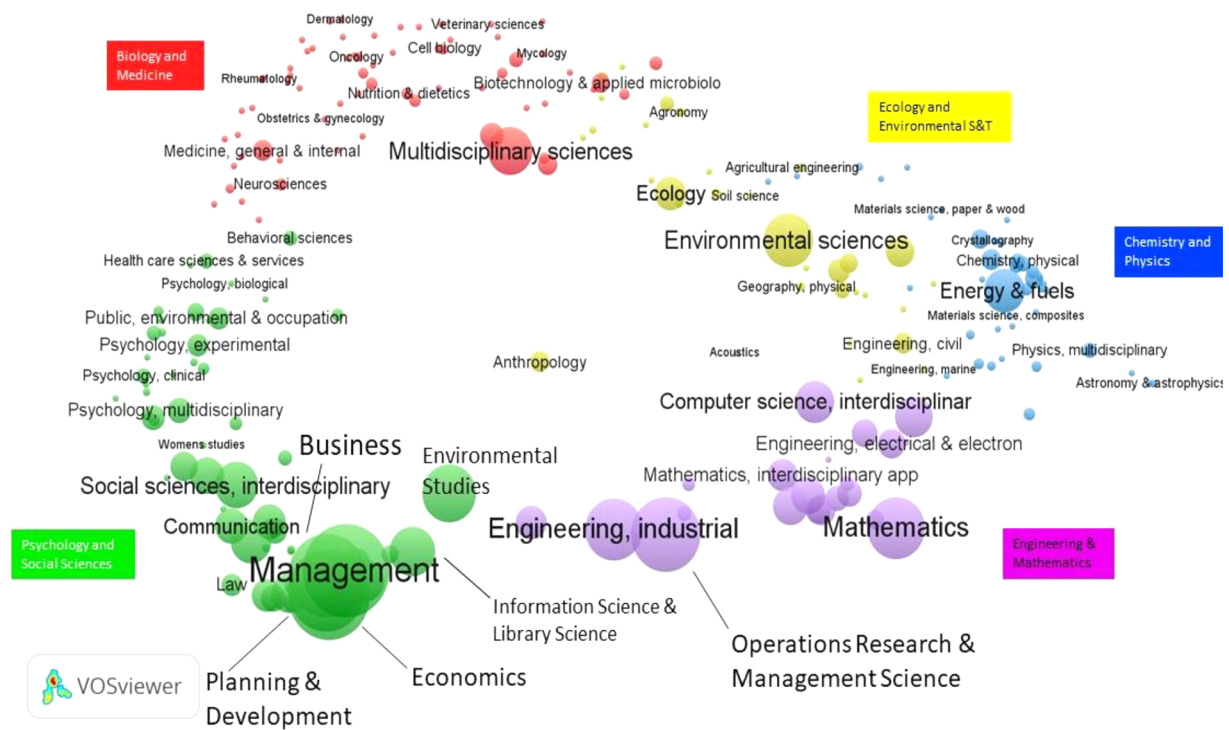 Dermatology
Veterinary sciences
Biology and
Medicine
Oncology
Cell biology
Mycology
Rheumatology
Nutrition & dietetics
Biotechnology & applied microbiolo
Ecology and
Environmental S&T
Obstetrics & gynecology
Agronomy
Medicine, general & internal
Multidisciplinary sciences
Agricultural engineering
Neurosciences
Ecology
Soil science
Materials science, paper & wood
Behavioral sciences
Environmental sciences
Crystallography
Chemistry and
Physics
Health care sciences & services
Chemistry, physical
Psychology, biological
Geography, physical
Energy & fuels
Public, environmental & occupation
Materials science, composites
Psychology, experimental
Engineering, civil
Acoustics
Physics, multidisciplinary
Anthropology
Engineering, marine
Psychology, clinical
Astronomy & astrophysics
Psychology, multidisciplinary
Computer science, interdisciplinar
Womens studies
Business
Engineering, electrical & electron
Environmental
Studies
Social sciences, interdisciplinary
Mathematics, interdisciplinary app
Communication
Engineering, industrial
Mathematics
Psychology and
Social Sciences
Engineering &
Mathematics
Management
Law
Information Science &
Library Science
Operations Research &
Management Science
Economics
Planning &
Development
VOSviewer